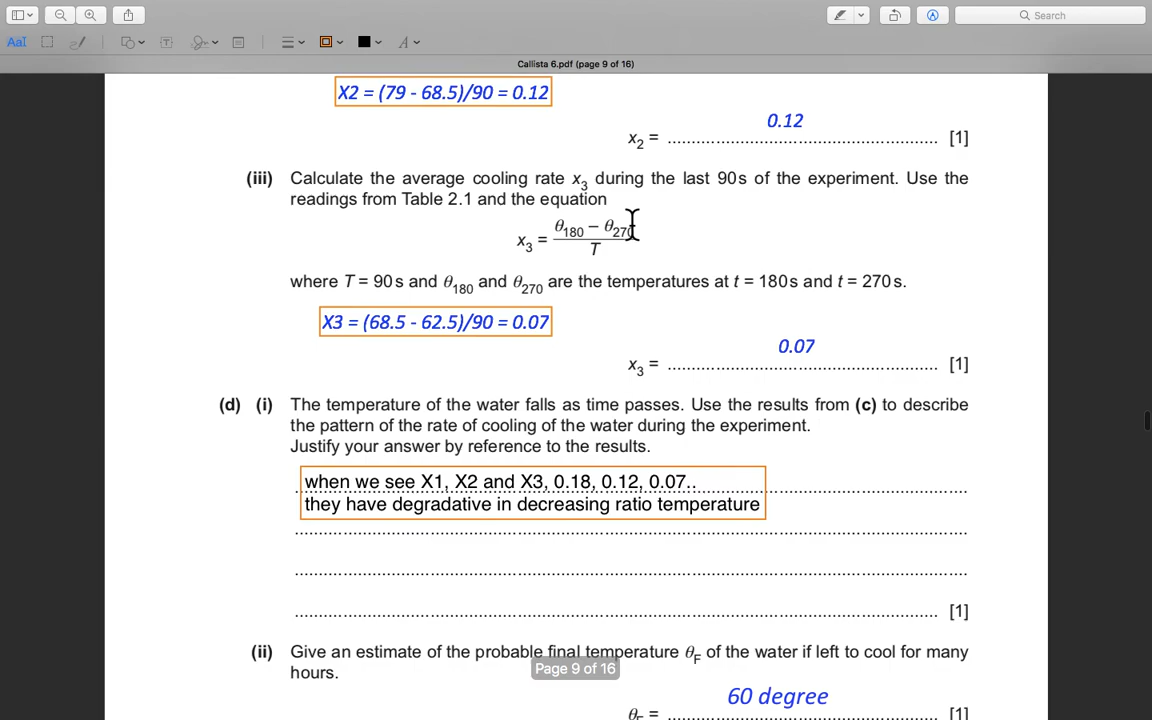 Search
AaI
Callista 6.pdf (page 9 of 16)
X2 = (79 - 68.5)/90 = 0.12
0.12
x2 = ........................................................ [1]
(iii) Calculate the average cooling rate x3 during the last 90s of the experiment. Use the
readings from Table 2.1 and the equation
x3 = θ180 − θ270
T
where T = 90s and θ180 and θ270 are the temperatures at t = 180s and t = 270s.
X3 = (68.5 - 62.5)/90 = 0.07
0.07
x3 = ........................................................ [1]
(d) (i) The temperature of the water falls as time passes. Use the results from (c) to describe
the pattern of the rate of cooling of the water during the experiment.
Justify your answer by reference to the results.
when we see X1, X2 and X3, 0.18, 0.12, 0.07..
they have degradative in decreasing ratio temperature
[1]
(ii) Give an estimate of the probable final temperature θF of the water if left to cool for many
hours.
Page 9 of 16
60 degree
θF = ........................................................ [1]